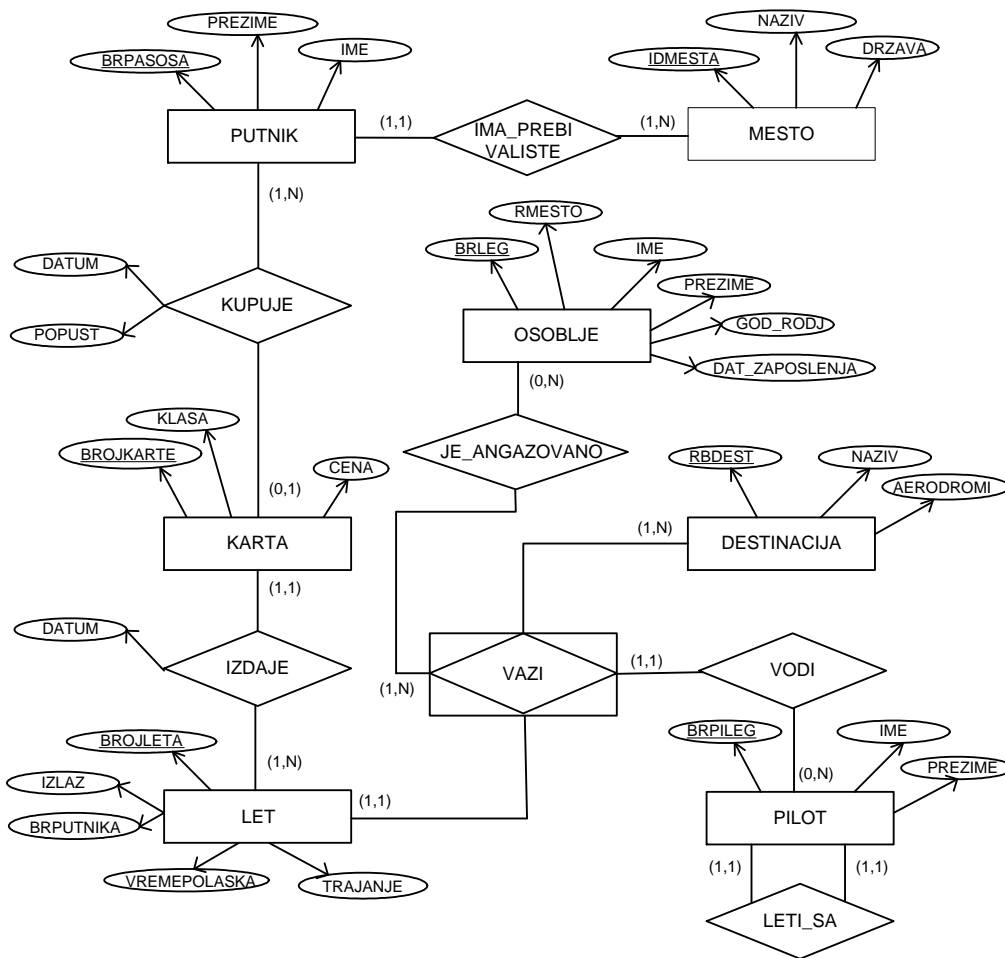 PREZIME
NAZIV
BRPASOSA
IME
IDMESTA
DRZAVA
PUTNIK
(1,1)
IMA_PREBI
VALISTE
(1,N)
MESTO
(1,N)
RMESTO
BRLEG
IME
DATUM
PREZIME
KUPUJE
GOD_RODJ
POPUST
OSOBLJE
DAT_ZAPOSLENJA
(0,N)
KLASA
BROJKARTE
CENA
JE_ANGAZOVANO
RBDEST
NAZIV
AERODROMI
(0,1)
KARTA
(1,N)
DESTINACIJA
(1,1)
DATUM
IZDAJE
(1,N)
VAZI
(1,1)
VODI
BROJLETA
(1,N)
BRPILEG
IME
IZLAZ
(0,N)
PREZIME
BRPUTNIKA
LET
(1,1)
PILOT
VREMEPOLASKA
TRAJANJE
(1,1)
(1,1)
LETI_SA